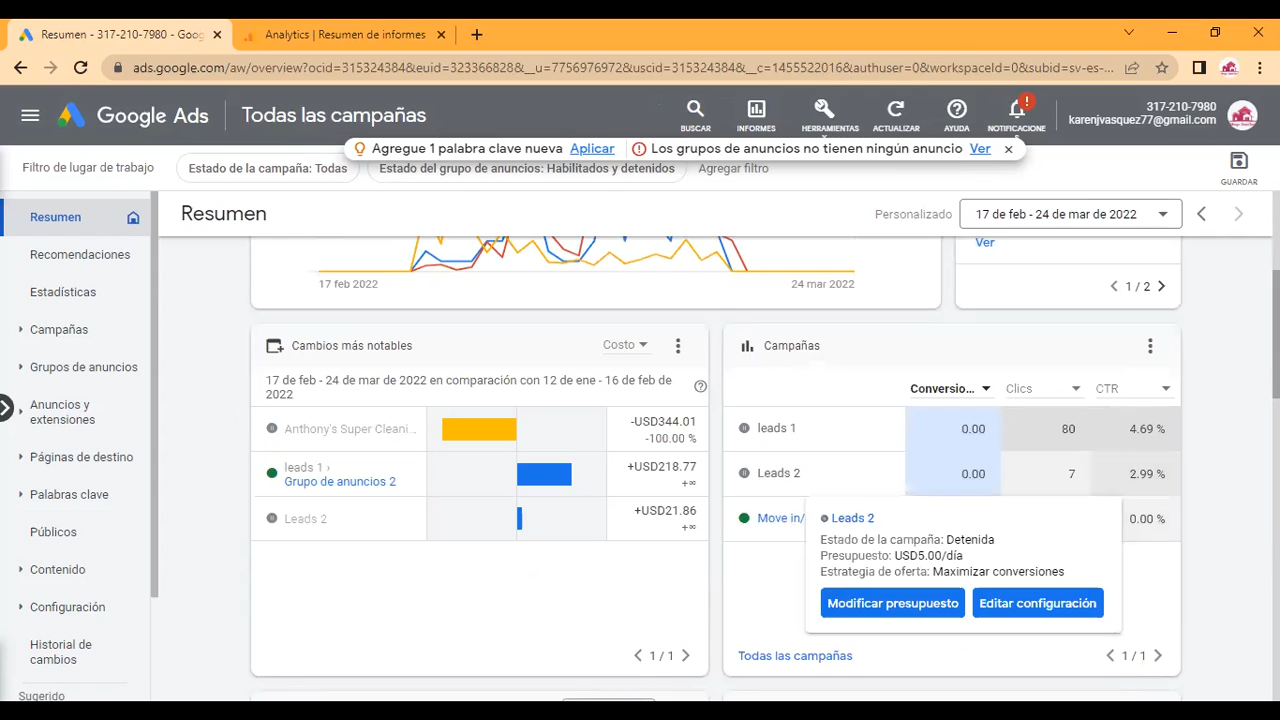 Resumen - 317-210-7980 - Goog
Analytics | Resumen de informes
ads.google.com/aw/overview?ocid=315324384&euid=323366828&__u=7756976972&uscid=315324384&__c=1455522016&authuser=0&workspaceId=0&subid=sv-es-...
Google Ads
Todas las campañas
BUSCAR
INFORMES
HERRAMIENTAS
ACTUALIZAR
AYUDA
NOTIFICACIONE
317-210-7980
karenjvasquez77@gmail.com
Agregue 1 palabra clave nueva Aplicar
Los grupos de anuncios no tienen ningún anuncio Ver
Filtro de lugar de trabajo
Estado de la campaña: Todas
Estado del grupo de anuncios: Habilitados y detenidos
Agregar filtro
GUARDAR
Resumen
Recomendaciones
Estadísticas
Campañas
Grupos de anuncios
Anuncios y
extensiones
Páginas de destino
Palabras clave
Públicos
Contenido
Configuración
Historial de
cambios
Sugerido
Resumen
Personalizado
17 de feb - 24 de mar de 2022
17 feb 2022
24 mar 2022
Ver
1 / 2
Cambios más notables
Costo
17 de feb - 24 de mar de 2022 en comparación con 12 de ene - 16 de feb de
2022
Anthony's Super Cleani...
-USD344.01
-100.00 %
leads 1 ›
Grupo de anuncios 2
+USD218.77
+∞
Leads 2
+USD21.86
+∞
1 / 1
Campañas
Conversio...
Clics
CTR
leads 1
0.00
80
4.69 %
Leads 2
0.00
7
2.99 %
Move in/
0.00 %
Leads 2
Estado de la campaña: Detenida
Presupuesto: USD5.00/día
Estrategia de oferta: Maximizar conversiones
Modificar presupuesto
Editar configuración
Todas las campañas
1 / 1